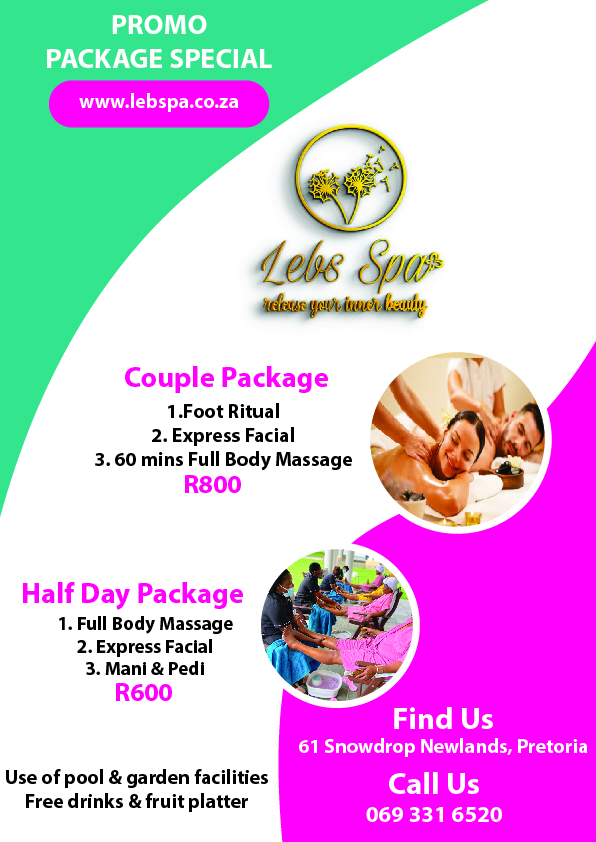 PROMO
PACKAGE SPECIAL
www.lebspa.co.za
Lebs Spa
release your inner beauty
Couple Package
1.Foot Ritual
2. Express Facial
3. 60 mins Full Body Massage
R800
Half Day Package
1. Full Body Massage
2. Express Facial
3. Mani & Pedi
R600
Use of pool & garden facilities
Free drinks & fruit platter
Find Us
61 Snowdrop Newlands, Pretoria
Call Us
069 331 6520